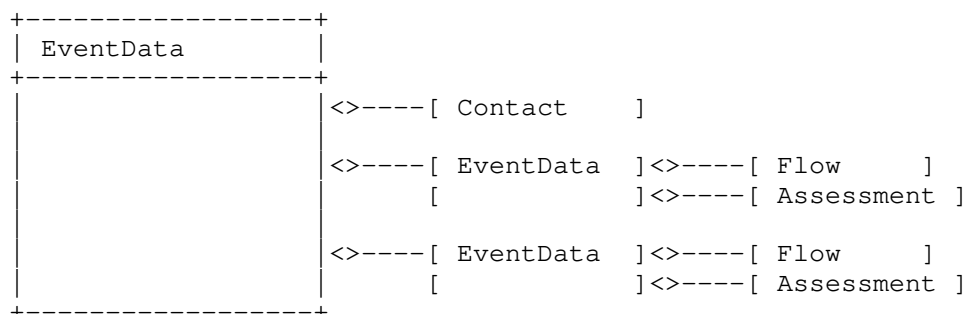 +------------------+
| EventData        |
+------------------+
|                  |<>----[ Contact    ]
|                  |
|                  |<>----[ EventData  ]<>----[ Flow       ]
|                  |      [            ]<>----[ Assessment ]
|                  |
|                  |<>----[ EventData  ]<>----[ Flow       ]
|                  |      [            ]<>----[ Assessment ]
+------------------+